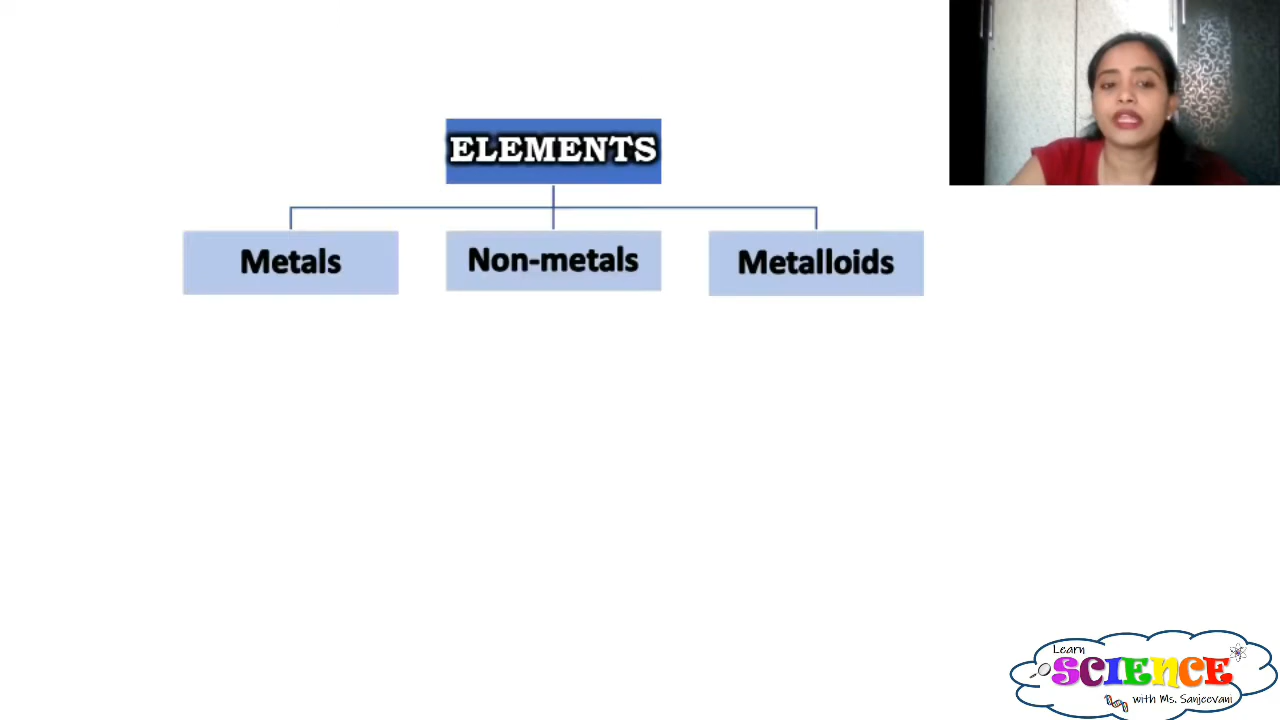 ELEMENTS
Metals
Non-metals
Metalloids
Learn
SCIENCE
with Ms. Sanjeevani